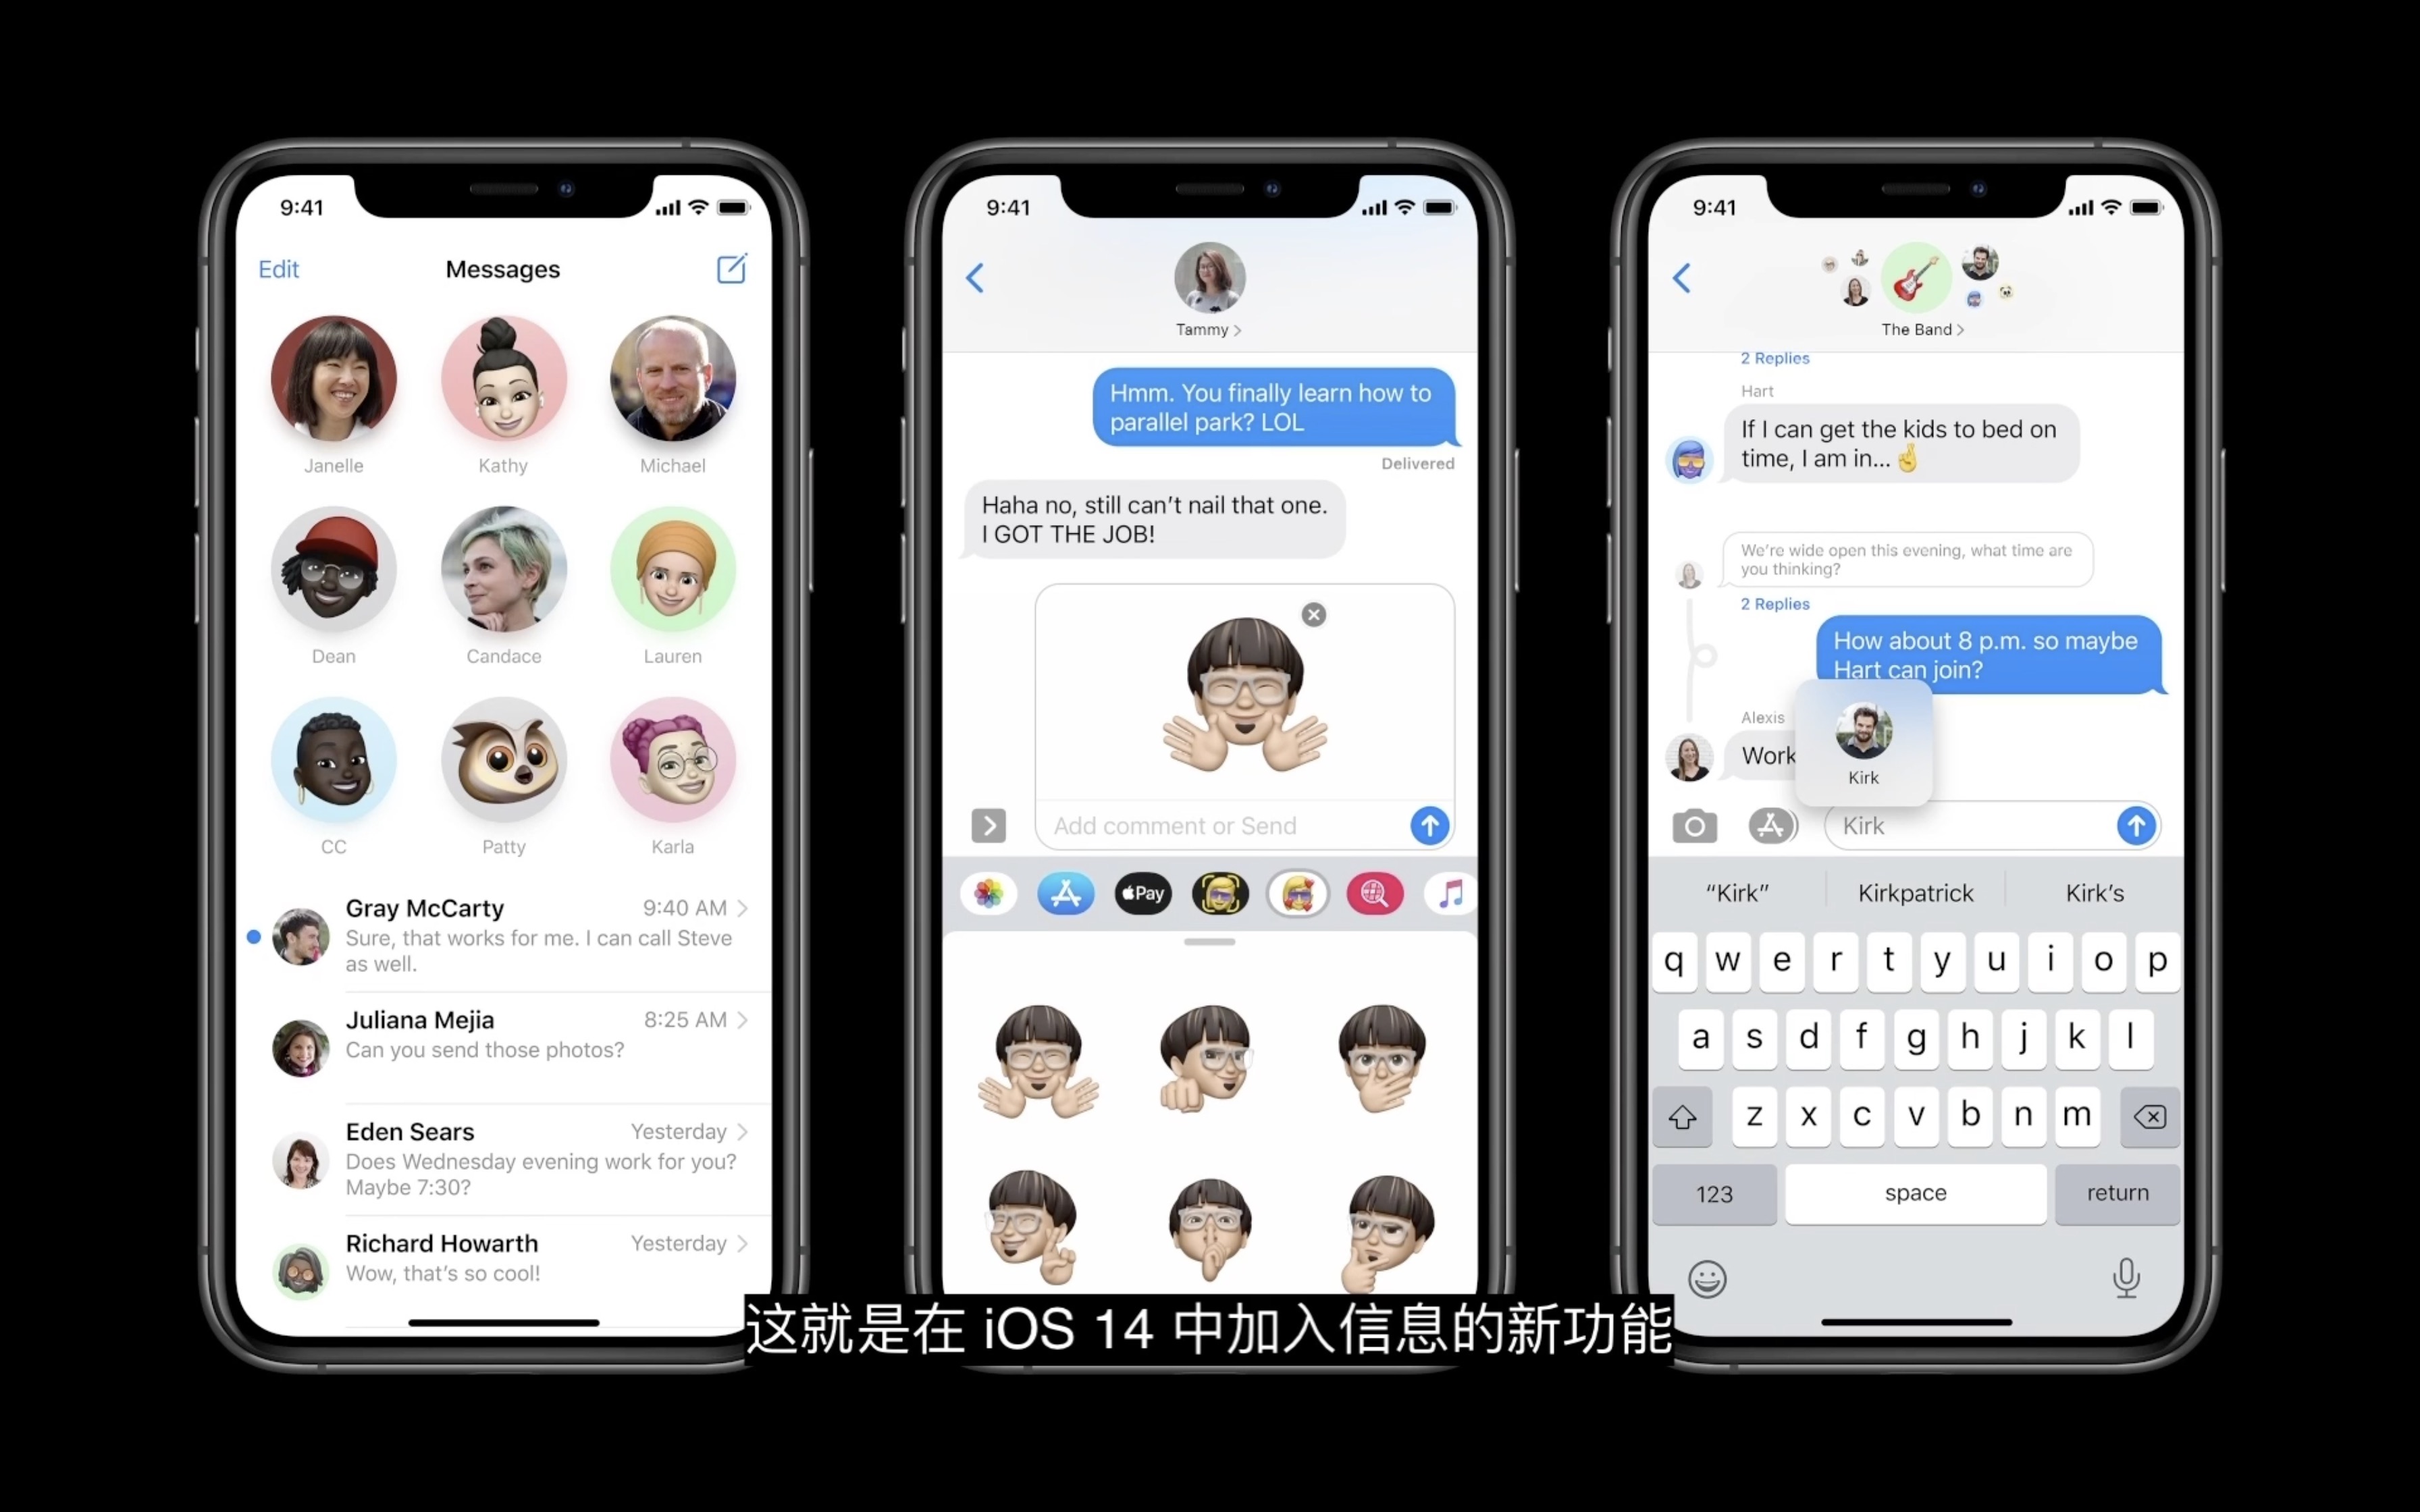 9:41
Edit
Messages
Janelle
Kathy
Michael
Dean
Candace
Lauren
CC
Patty
Karla
Gray McCarty
9:40 AM
Sure, that works for me. I can call Steve
as well.
Juliana Mejia
8:25 AM
Can you send those photos?
Eden Sears
Yesterday
Does Wednesday evening work for you?
Maybe 7:30?
Richard Howarth
Yesterday
Wow, that's so cool!
9:41
Tammy
Hmm. You finally learn how to
parallel park? LOL
Delivered
Haha no, still can't nail that one.
I GOT THE JOB!
Add comment or Send
Pay
9:41
The Band
2 Replies
Hart
If I can get the kids to bed on
time, I am in...
We're wide open this evening, what time are
you thinking?
2 Replies
How about 8 p.m. so maybe
Hart can join?
Alexis
Work
Kirk
Kirk
“Kirk”
Kirkpatrick
Kirk's
q w e r t y u i o p
a s d f g h j k l
z x c v b n m
123
space
return
这就是在 iOS 14 中加入信息的新功能